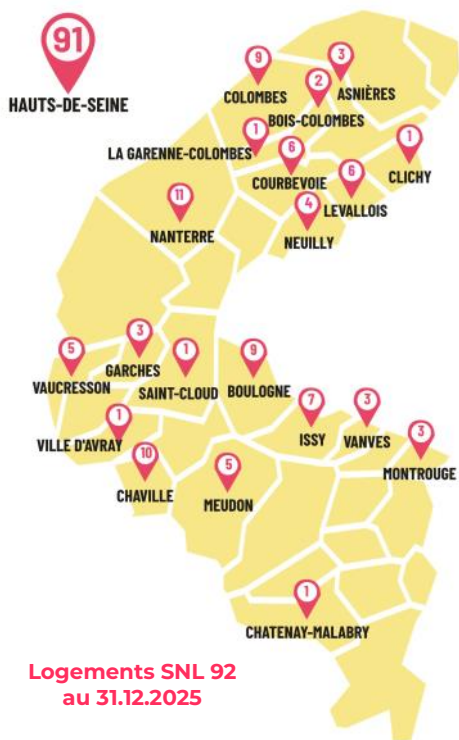 91
HAUTS-DE-SEINE
9
COLOMBES
3
ASNIÈRES
2
BOIS-COLOMBES
1
LA GARENNE-COLOMBES
6
COURBEVOIE
1
CLICHY
6
LEVALLOIS
4
NEUILLY
11
NANTERRE
5
VAUCRESSON
3
GARCHES
1
SAINT-CLOUD
9
BOULOGNE
1
VILLE D'AVRAY
7
ISSY
3
VANVES
3
MONTROUGE
10
CHAVILLE
5
MEUDON
1
CHATENAY-MALABRY
Logements SNL 92
au 31.12.2025